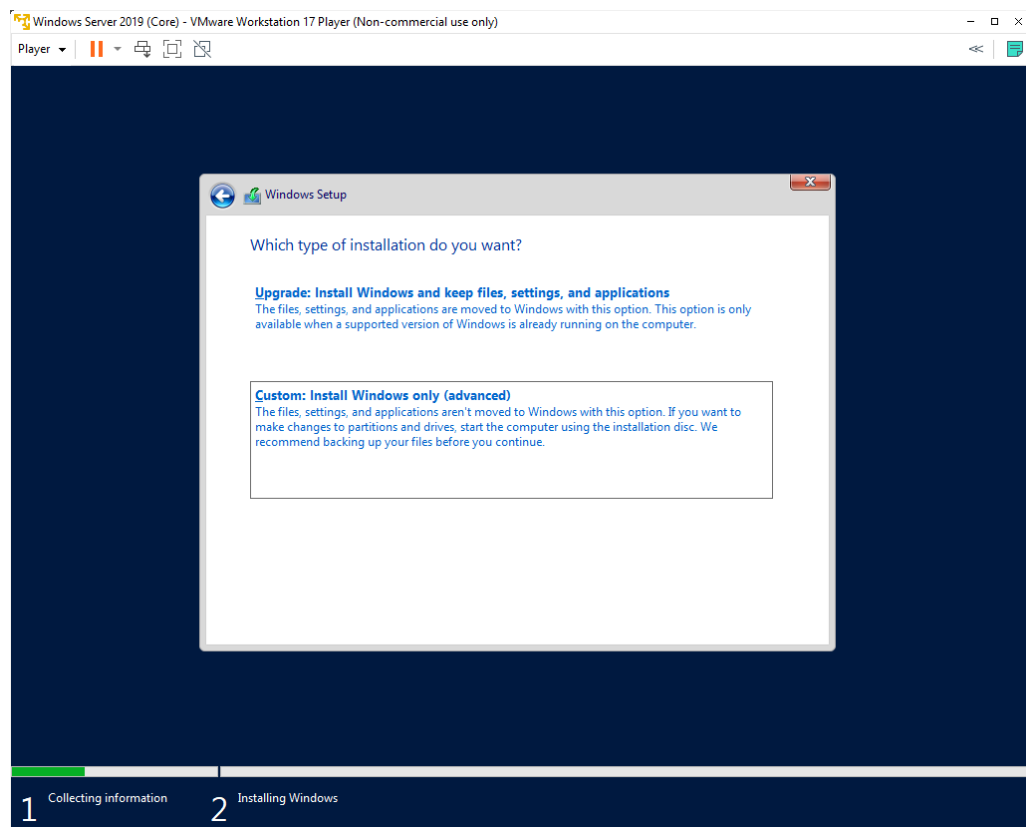 Windows Server 2019 (Core) - VMware Workstation 17 Player (Non-commercial use only)
Player
Windows Setup
Which type of installation do you want?
Upgrade: Install Windows and keep files, settings, and applications
The files, settings, and applications are moved to Windows with this option. This option is only
available when a supported version of Windows is already running on the computer.
Custom: Install Windows only (advanced)
The files, settings, and applications aren't moved to Windows with this option. If you want to
make changes to partitions and drives, start the computer using the installation disc. We
recommend backing up your files before you continue.
1 Collecting information
2 Installing Windows